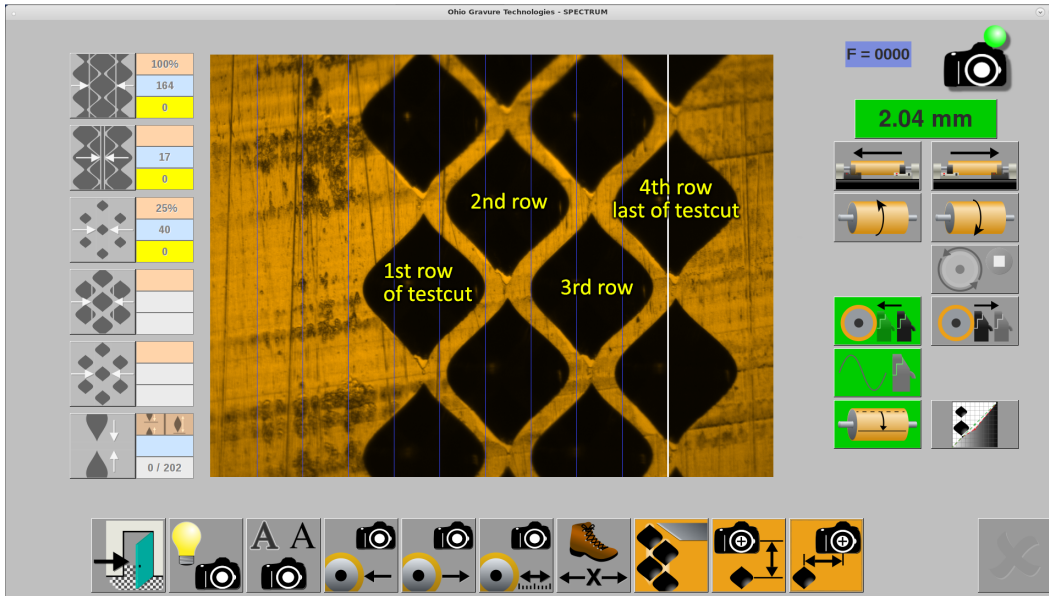 Ohio Gravure Technologies - SPECTRUM
100%
164
0
17
0
25%
40
0
0 / 202
1st row
of testcut
2nd row
3rd row
4th row
last of testcut
F = 0000
2.04 mm
A A
X